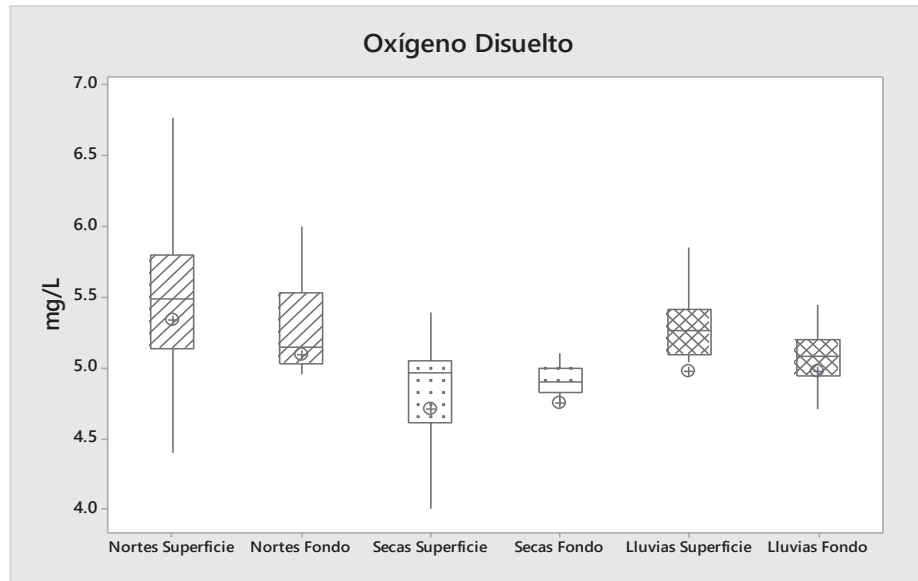 Oxígeno Disuelto
mg/L
7.0
6.5
6.0
5.5
5.0
4.5
4.0
Nortes Superficie
Nortes Fondo
Secas Superficie
Secas Fondo
Lluvias Superficie
Lluvias Fondo